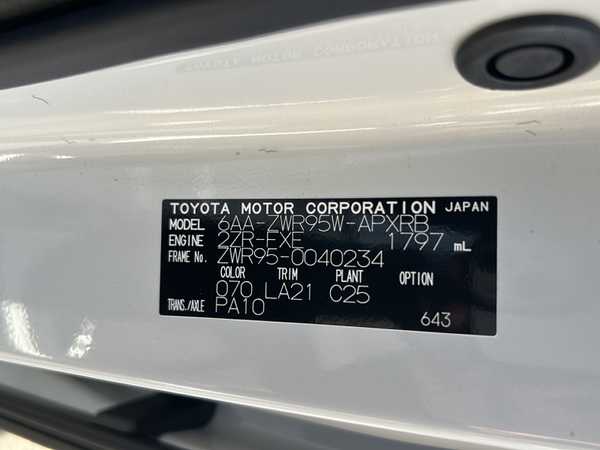 TOYOTA MOTOR CORPORATION JAPAN
MODEL 6AA-ZWR95W-APXRB
ENGINE 2ZR-FXE 1797 mL
FRAME No. ZWR95-0040234
COLOR TRIM PLANT OPTION
070 LA21 C25
TRANS./AXLE PA10
643